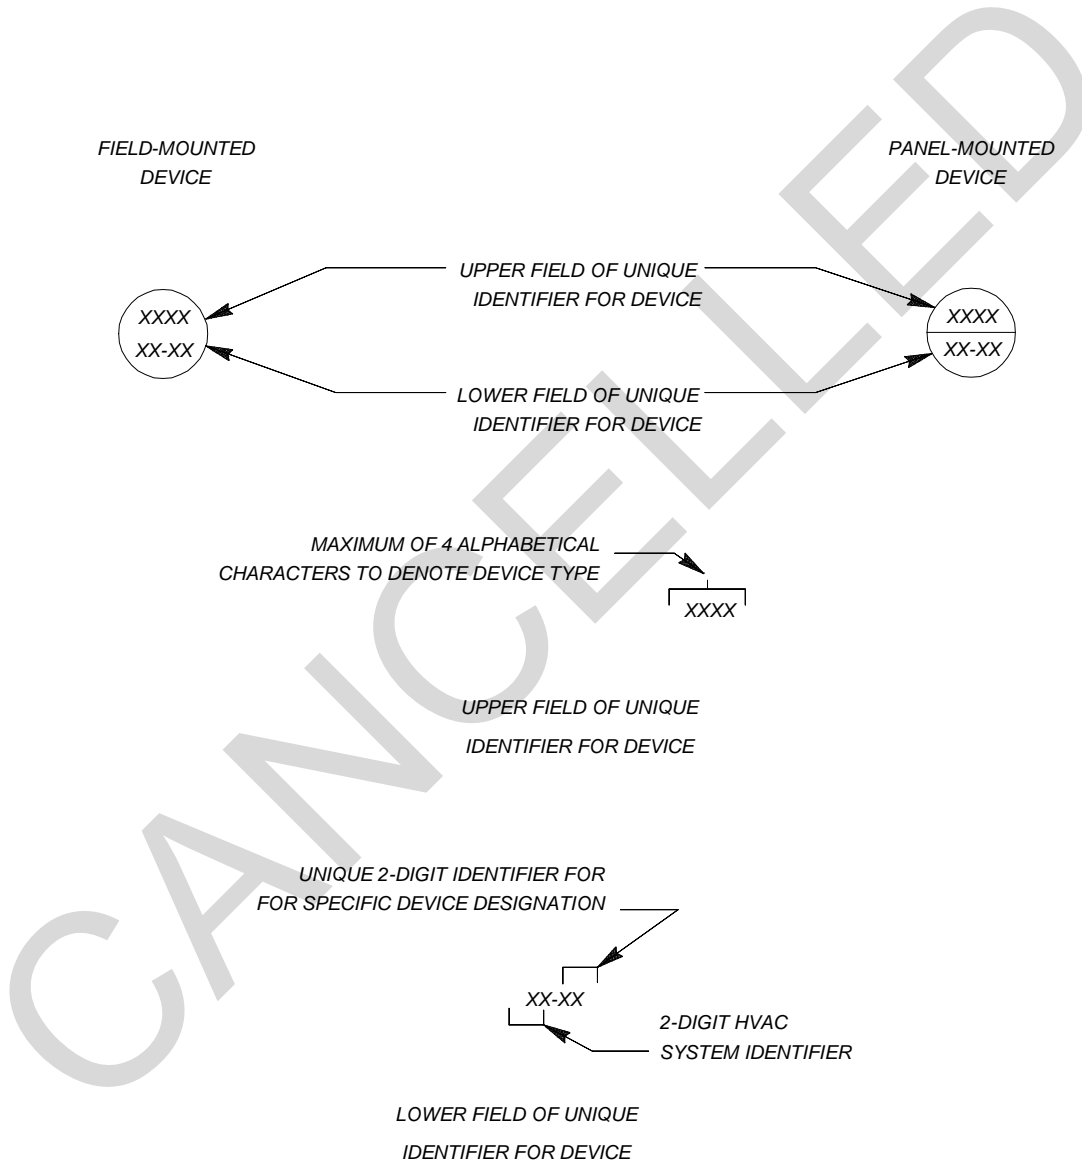 FIELD-MOUNTED
DEVICE
PANEL-MOUNTED
DEVICE
UPPER FIELD OF UNIQUE
IDENTIFIER FOR DEVICE
XXXX
XX-XX
XXXX
XX-XX
LOWER FIELD OF UNIQUE
IDENTIFIER FOR DEVICE
MAXIMUM OF 4 ALPHABETICAL
CHARACTERS TO DENOTE DEVICE TYPE
XXXX
UPPER FIELD OF UNIQUE
IDENTIFIER FOR DEVICE
UNIQUE 2-DIGIT IDENTIFIER FOR
FOR SPECIFIC DEVICE DESIGNATION
XX-XX
2-DIGIT HVAC
SYSTEM IDENTIFIER
LOWER FIELD OF UNIQUE
IDENTIFIER FOR DEVICE
CANCELLED